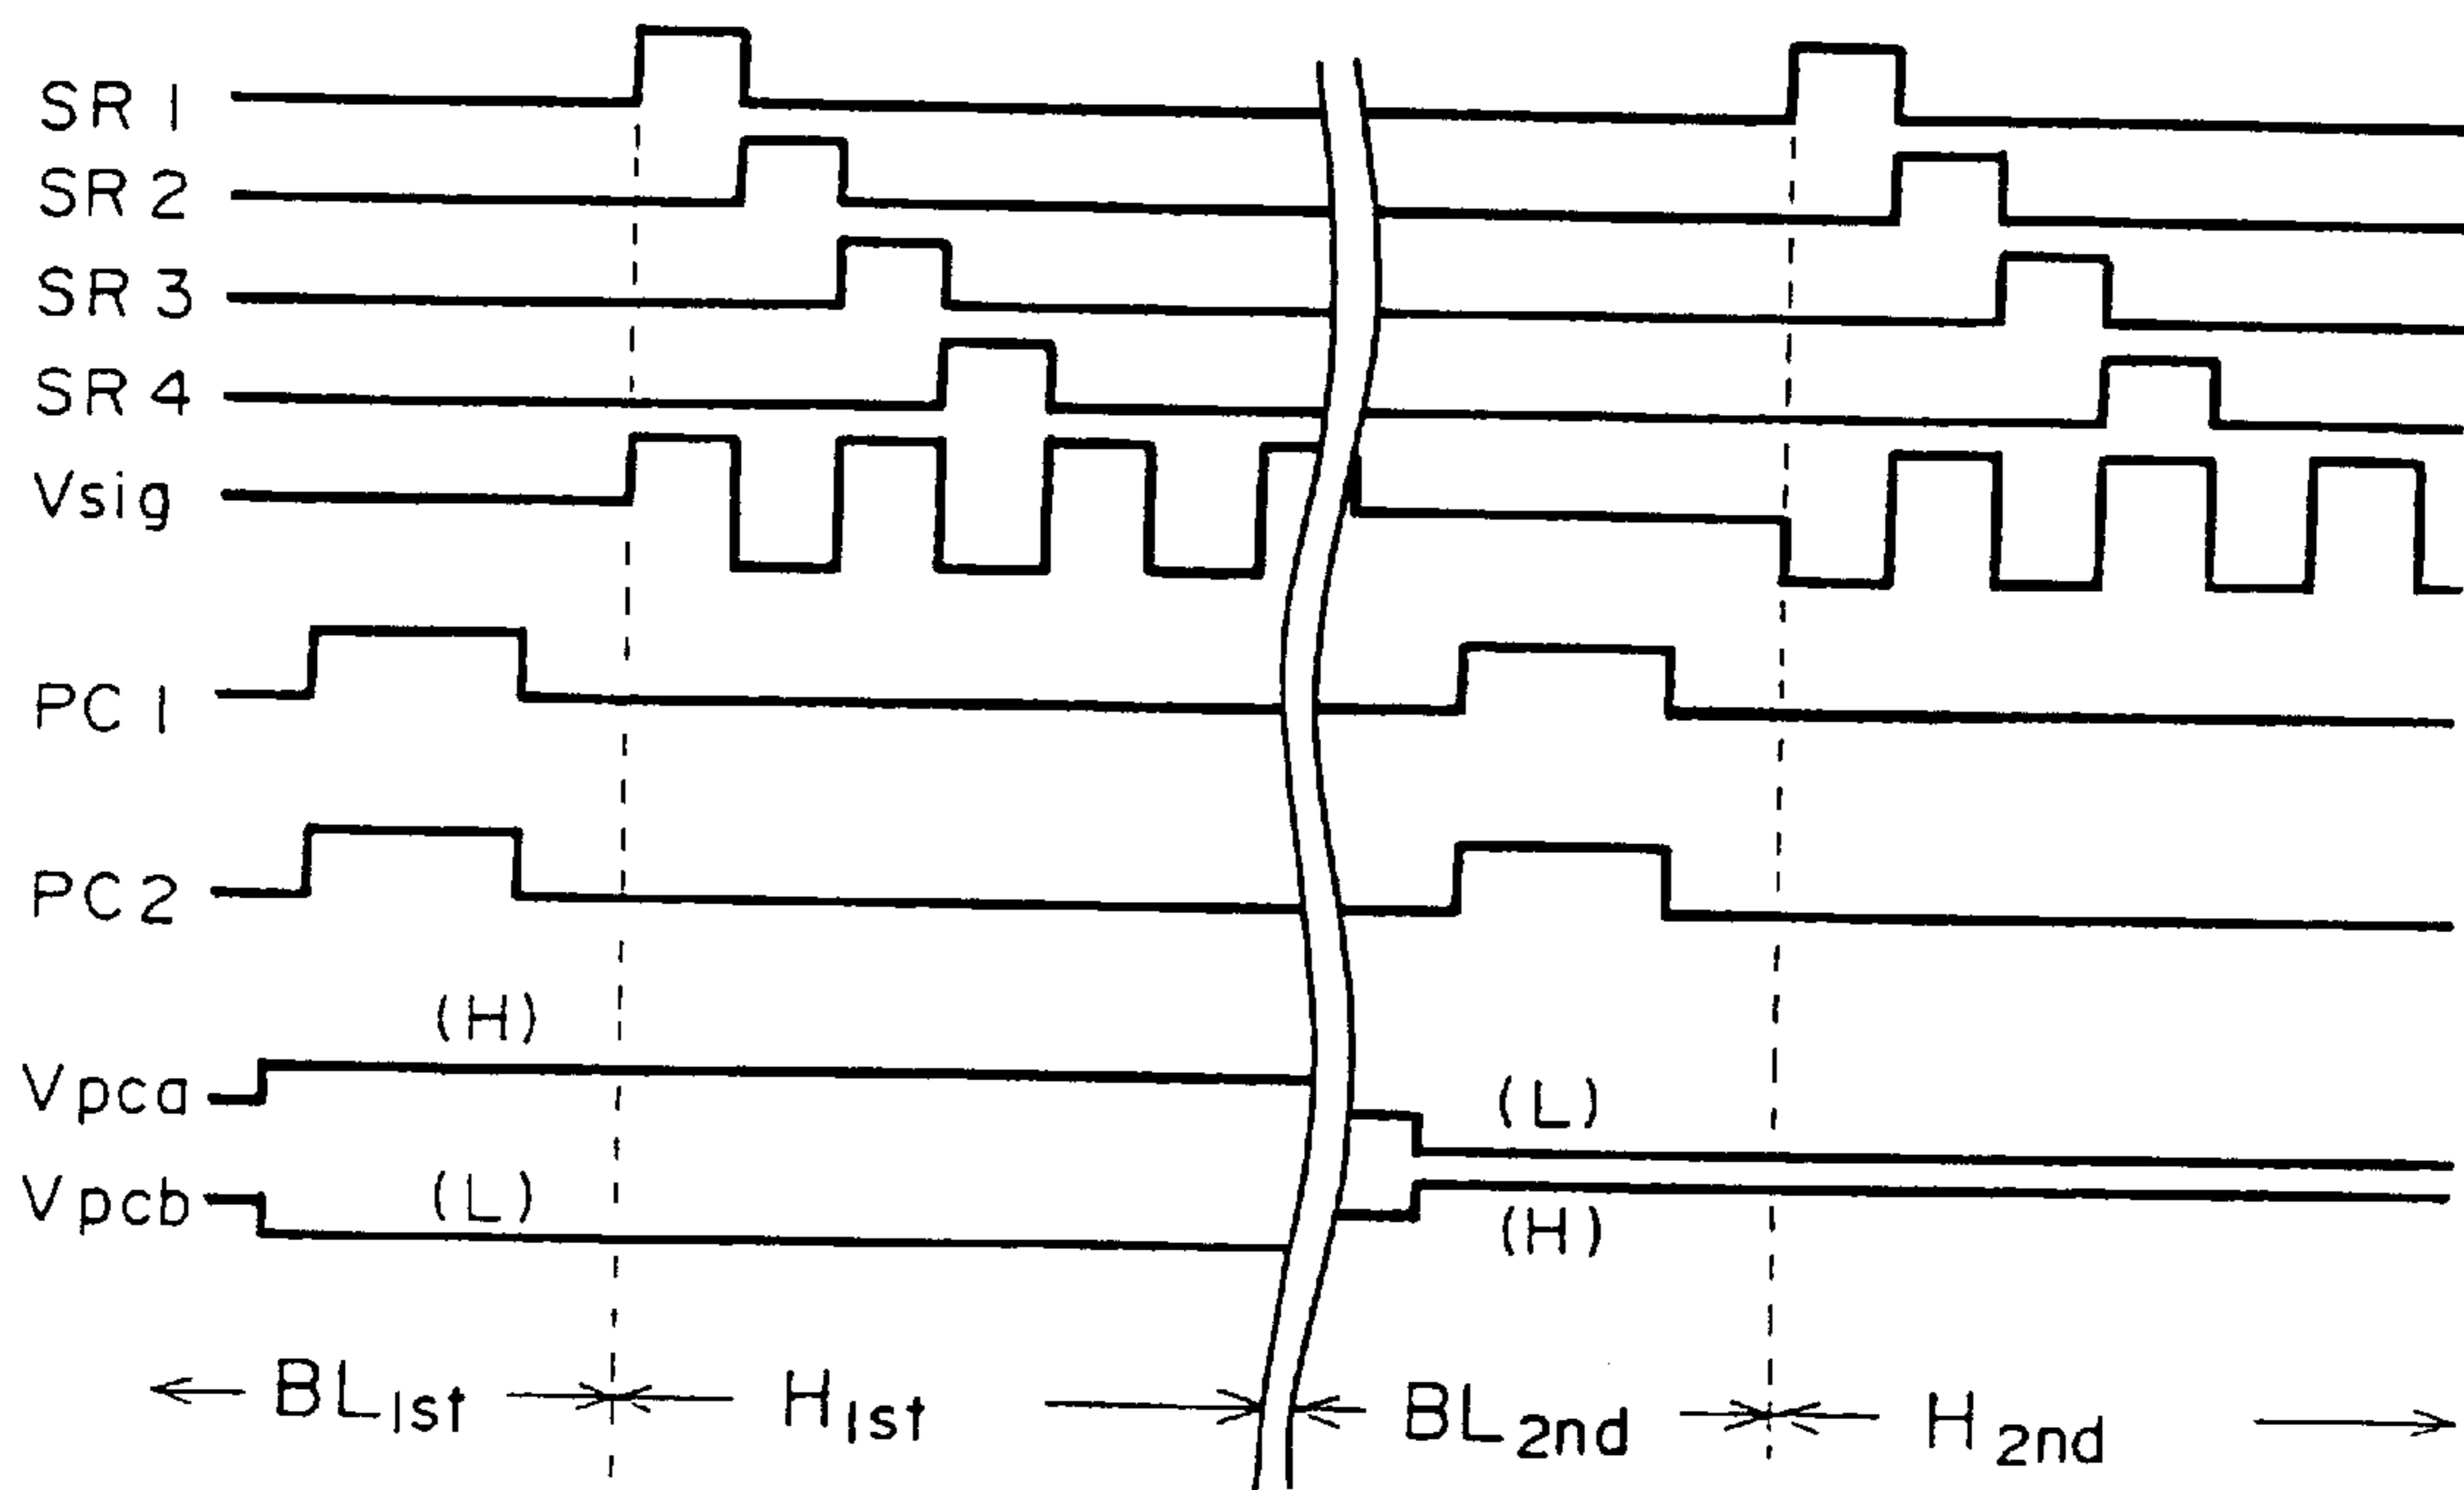 SR 1
SR 2
SR 3
SR 4
Vsig
PC 1
PC 2
(H)
Vpca (L)
Vpcb (L) (H)
BL1st H1st BL2nd H2nd